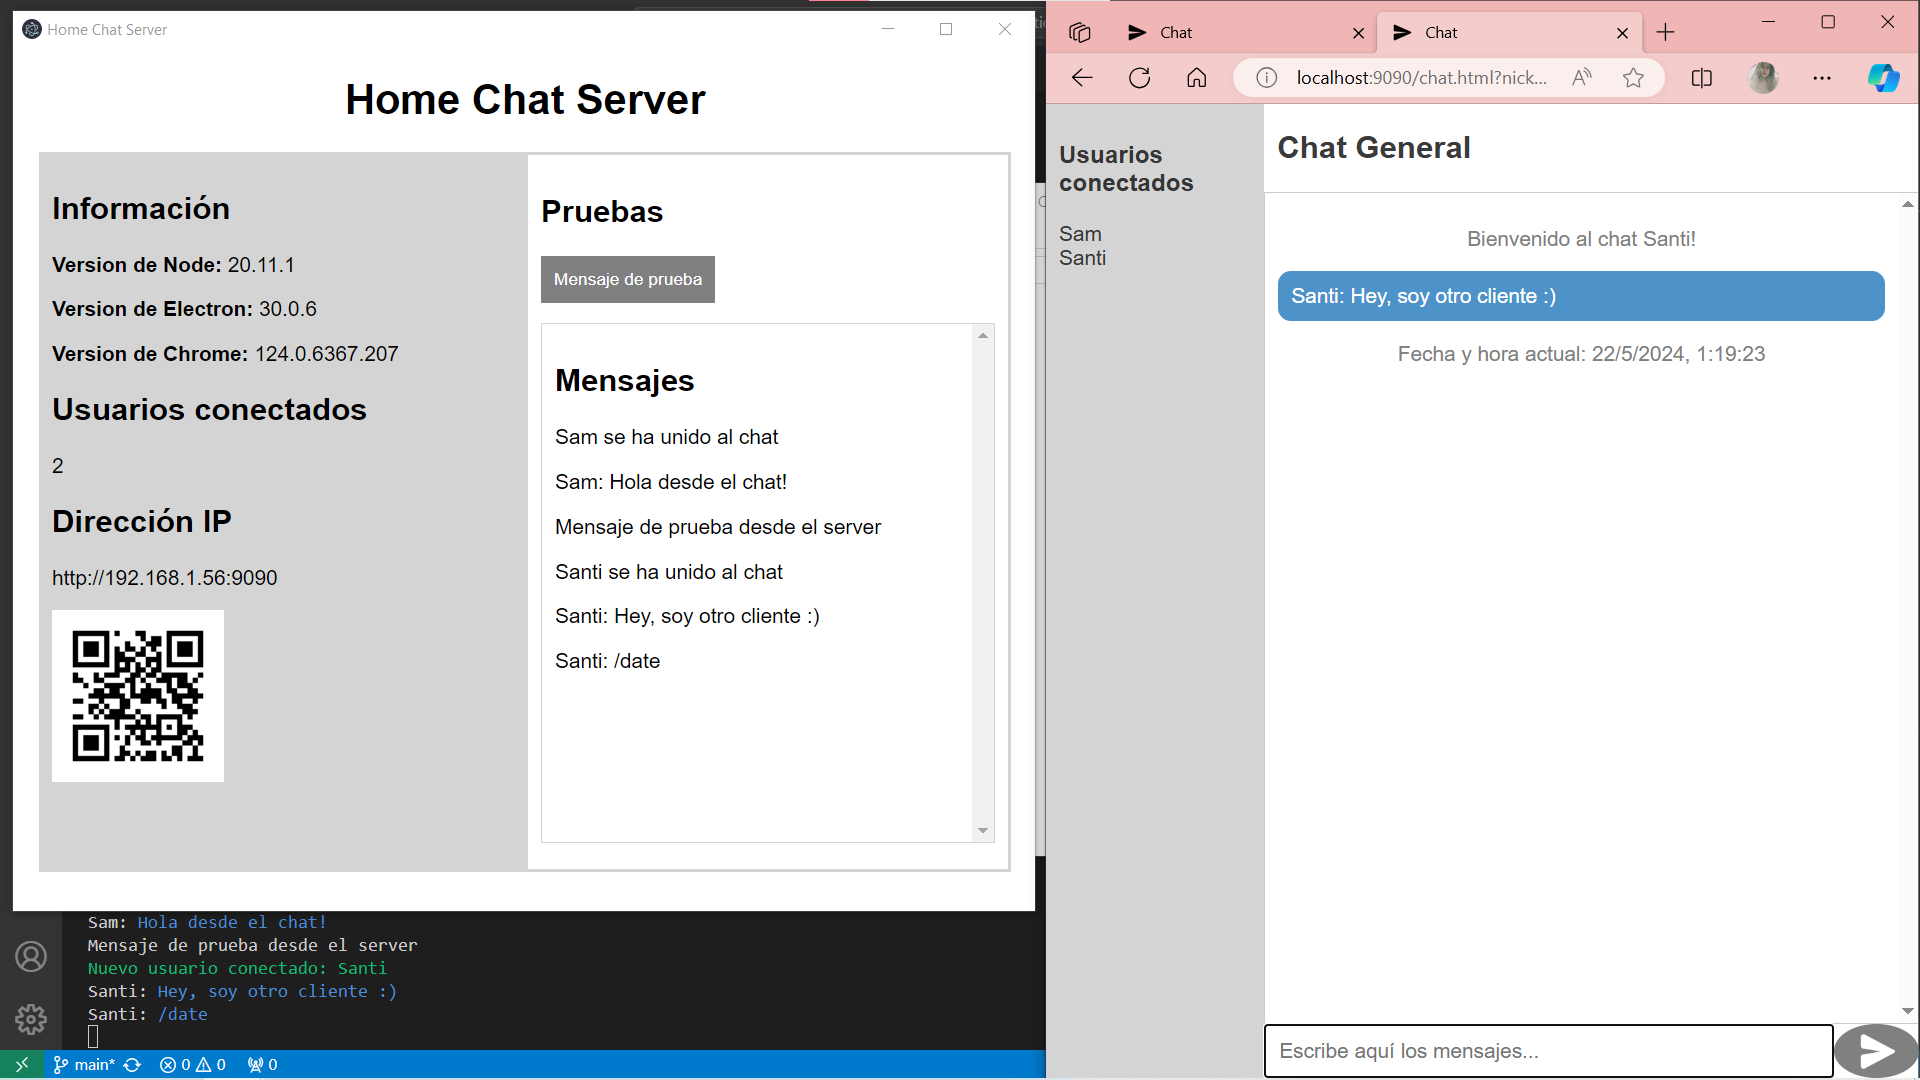 Home Chat Server
Home Chat Server
Información
Version de Node: 20.11.1
Version de Electron: 30.0.6
Version de Chrome: 124.0.6367.207
Usuarios conectados
2
Dirección IP
http://192.168.1.56:9090
Pruebas
Mensaje de prueba
Mensajes
Sam se ha unido al chat
Sam: Hola desde el chat!
Mensaje de prueba desde el server
Santi se ha unido al chat
Santi: Hey, soy otro cliente :)
Santi: /date
Sam: Hola desde el chat!
Mensaje de prueba desde el server
Nuevo usuario conectado: Santi
Santi: Hey, soy otro cliente :)
Santi: /date
main* 0 0 0
Chat
Chat
localhost:9090/chat.html?nick...
Usuarios
conectados
Sam
Santi
Chat General
Bienvenido al chat Santi!
Santi: Hey, soy otro cliente :)
Fecha y hora actual: 22/5/2024, 1:19:23
Escribe aquí los mensajes...